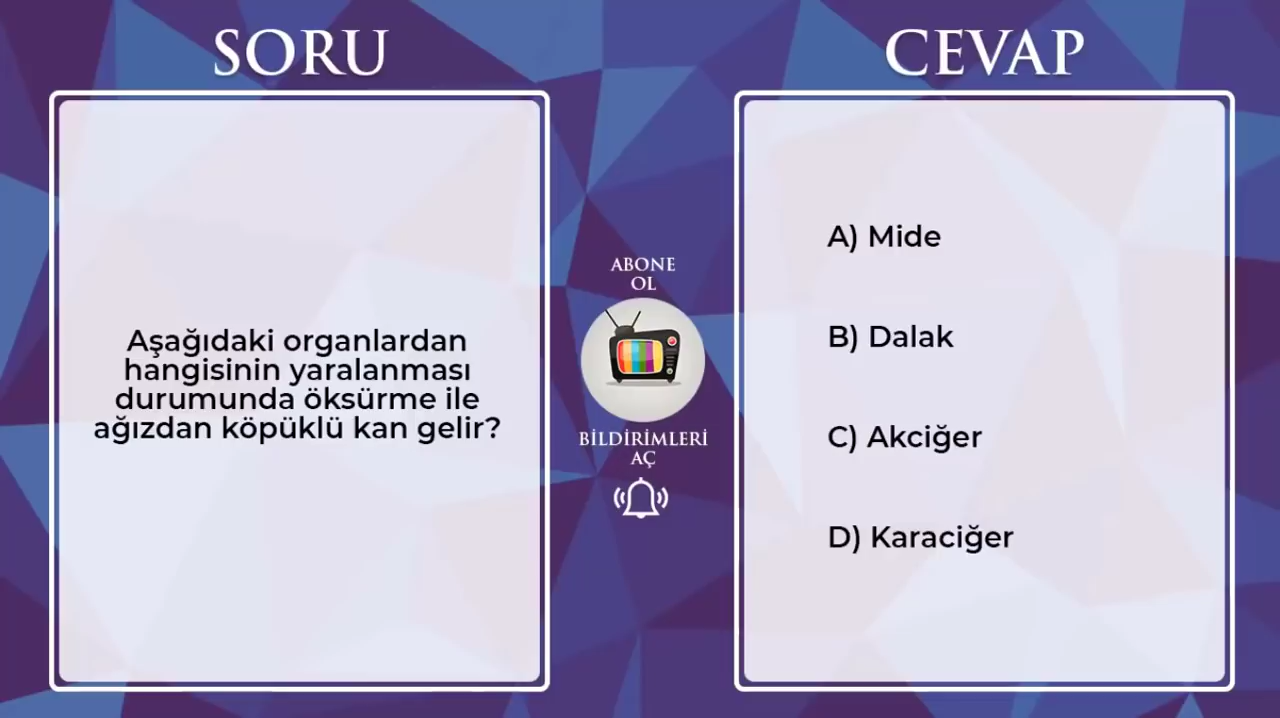 SORU
Aşağıdaki organlardan
hangisinin yaralanması
durumunda öksürme ile
ağızdan köpüklü kan gelir?
ABONE
OL
BİLDİRİMLERİ
AÇ
CEVAP
A) Mide
B) Dalak
C) Akciğer
D) Karaciğer